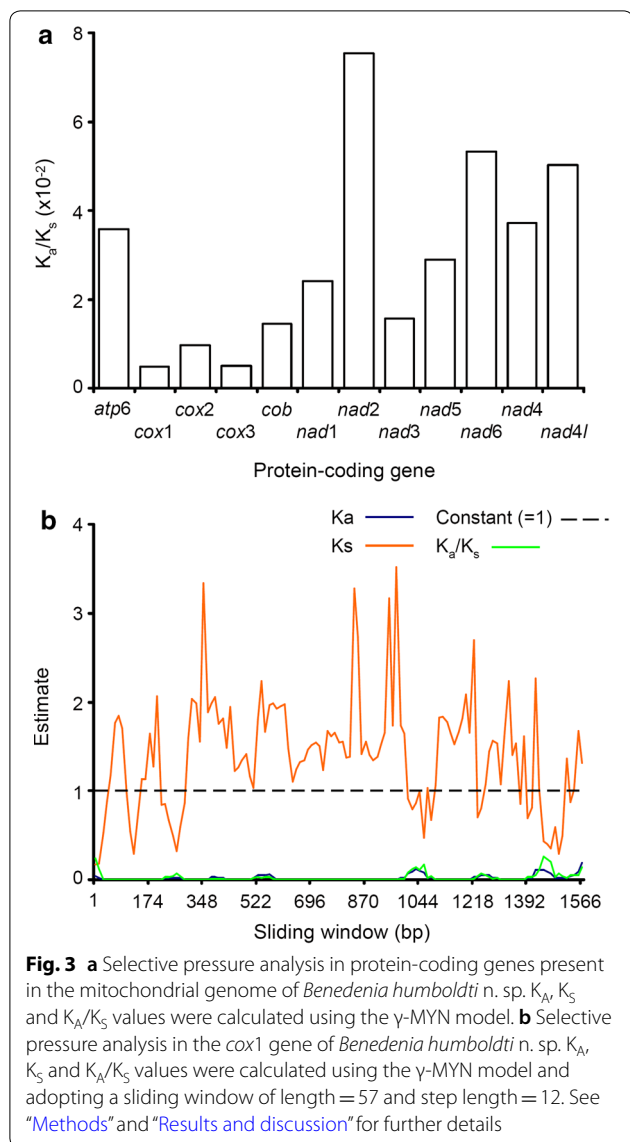 a
8
6
4
2
0
Ka/Ks (x10-2)
atp6 cox2 cob nad2 nad5 nad4
cox1 cox3 nad1 nad3 nad6 nad4l
Protein-coding gene
b
Ka Constant (=1)
Ks Ka/Ks
4
3
2
1
0
Estimate
1 174 348 522 696 870 1044 1218 1392 1566
Sliding window (bp)
Fig. 3 a Selective pressure analysis in protein-coding genes present
in the mitochondrial genome of Benedenia humboldti n. sp. KA, KS
and KA/KS values were calculated using the γ-MYN model. b Selective
pressure analysis in the cox1 gene of Benedenia humboldti n. sp. KA,
KS and KA/KS values were calculated using the γ-MYN model and
adopting a sliding window of length = 57 and step length = 12. See
“Methods” and “Results and discussion” for further details